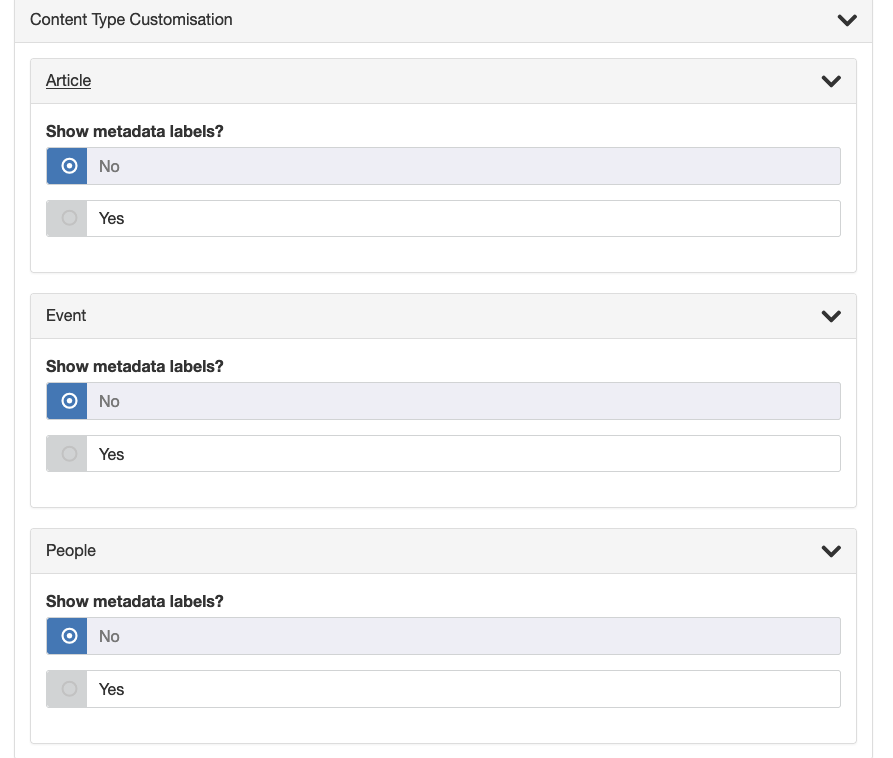 Content Type Customisation
Article
Show metadata labels?
No
Yes
Event
Show metadata labels?
No
Yes
People
Show metadata labels?
No
Yes